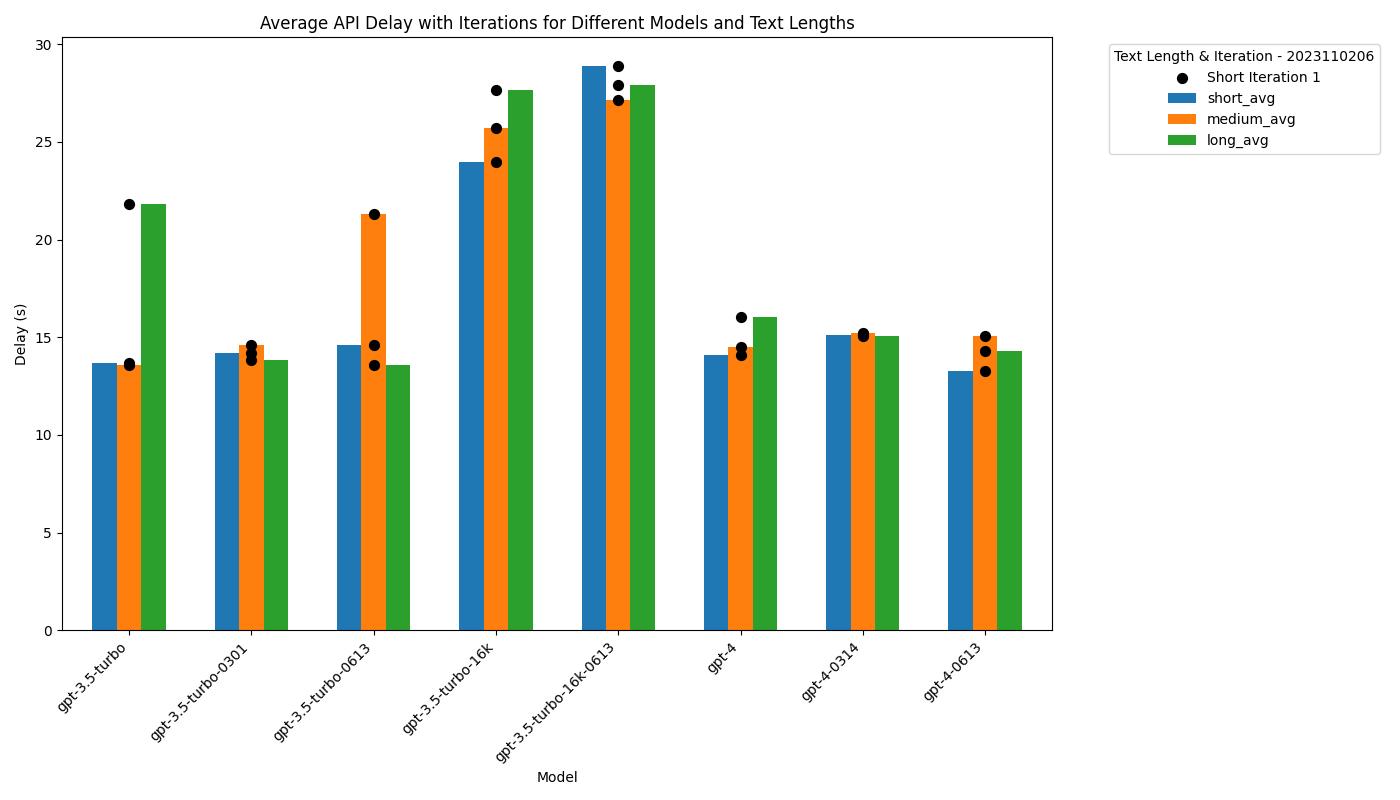 Average API Delay with Iterations for Different Models and Text Lengths
Text Length & Iteration - 2023110206
Short Iteration 1
short_avg
medium_avg
long_avg
Delay (s)
30
25
20
15
10
5
0
gpt-3.5-turbo
gpt-3.5-turbo-0301
gpt-3.5-turbo-0613
gpt-3.5-turbo-16k
gpt-3.5-turbo-16k-0613
gpt-4
gpt-4-0314
gpt-4-0613
Model